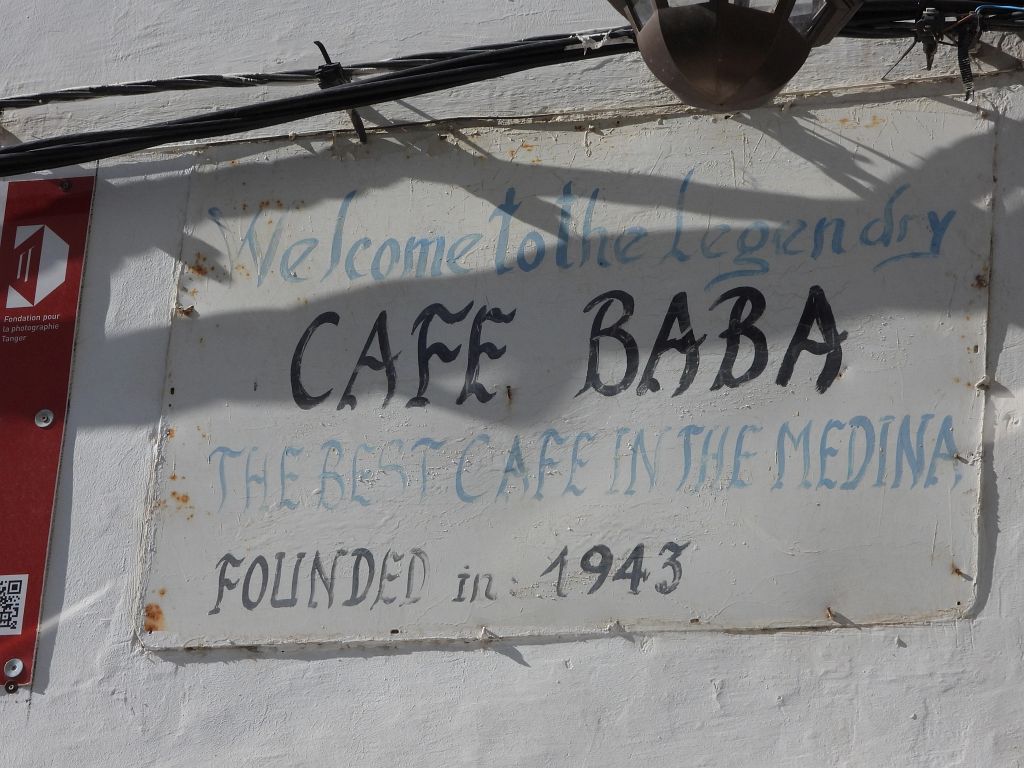 Welcome to the Legendry
CAFE BABA
THE BEST CAFE IN THE MEDINA
FOUNDED in: 1943
Fondation pour
la photographie
Tanger